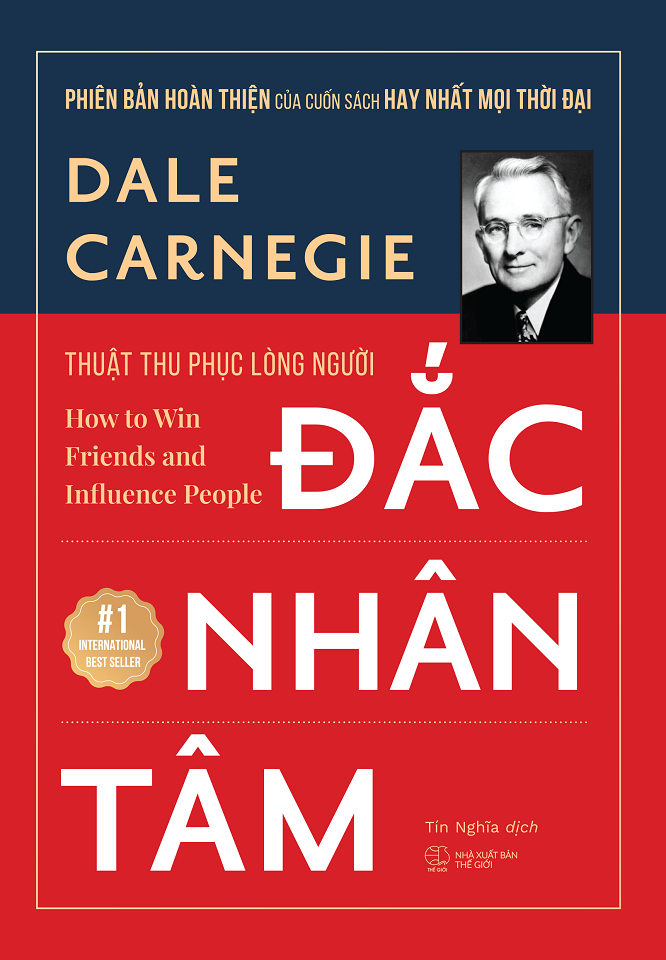 PHIÊN BẢN HOÀN THIỆN CỦA CUỐN SÁCH HAY NHẤT MỌI THỜI ĐẠI
DALE
CARNEGIE
THUẬT THU PHỤC LÒNG NGƯỜI
How to Win
Friends and
Influence People
ĐẮC
#1
INTERNATIONAL
BEST SELLER
NHÂN
TÂM
Tín Nghĩa dịch
THẾ GIỚI
NHÀ XUẤT BẢN
THẾ GIỚI